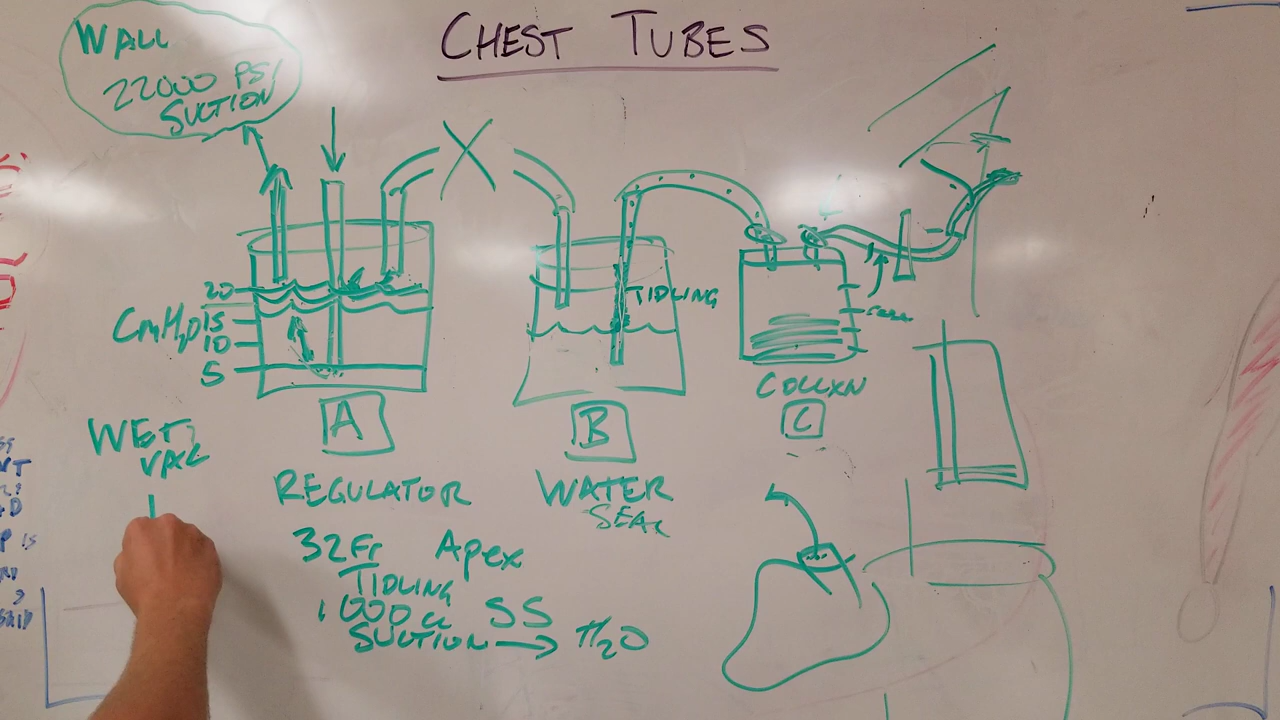 CHEST TUBES
WALL
22000 PSI
SUCTION
20
CmH2O 15
10
5
TIDLING
COLLXN
A
B
C
WET
VAC
REGULATOR
WATER
SEAL
32Fr Apex
TIDLING
1000cc SS
SUCTION → H2O